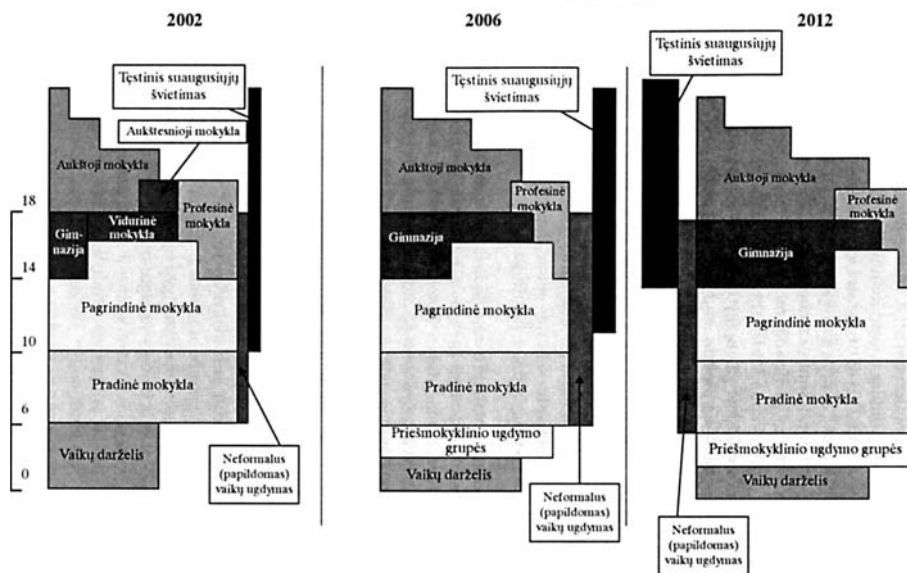 2002
Tęstinis suaugusiųjų
švietimas
Aukštesnioji mokykla
Aukštoji mokykla
Profesinė
mokykla
Vidurinė
mokykla
Gim-
nazija
Pagrindinė mokykla
Pradinė mokykla
Vaikų darželis
Neformalus
(papildomas)
vaikų ugdymas
18
14
10
6
0
2006
Tęstinis suaugusiųjų
švietimas
Aukštoji mokykla
Profesinė
mokykla
Gimnazija
Pagrindinė mokykla
Pradinė mokykla
Priešmokyklinio ugdymo
grupės
Vaikų darželis
Neformalus
(papildomas)
vaikų ugdymas
2012
Tęstinis suaugusiųjų
švietimas
Aukštoji mokykla
Profesinė
mokykla
Gimnazija
Pagrindinė mokykla
Pradinė mokykla
Priešmokyklinio ugdymo grupės
Vaikų darželis
Neformalus
(papildomas)
vaikų ugdymas